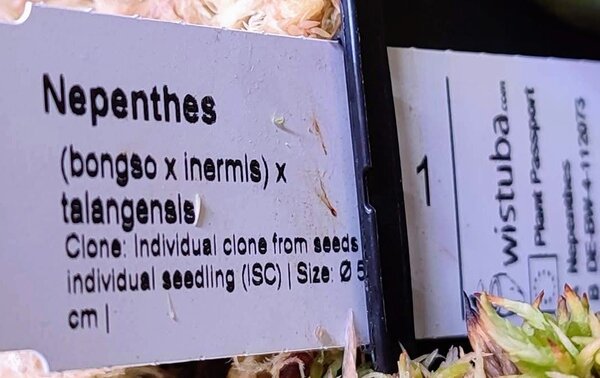 Nepenthes
(bongso x inermis) x
talangensis
Clone: Individual clone from seeds
individual seedling (ISC) | Size: Ø 5
cm |
1
wistuba.com
Plant Passport
A Nepenthes
B DE-BW-4-112075